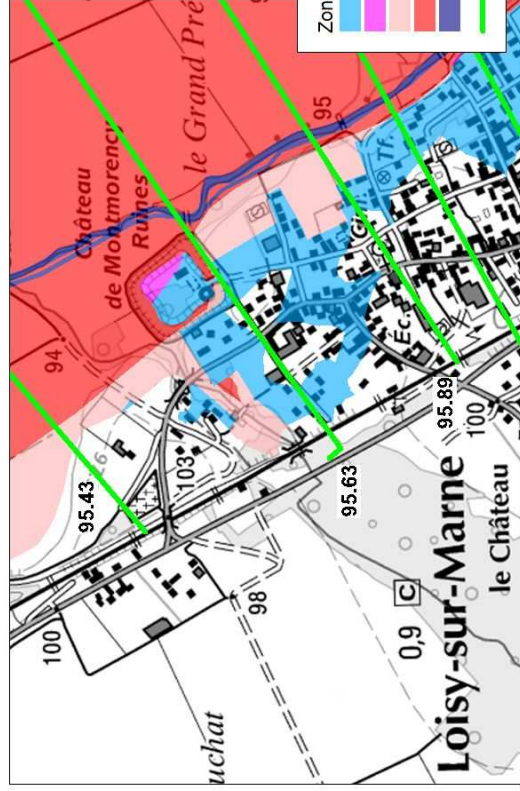 Zon
Château
de Montmorency
Ruines
le Grand Pré
95
94
Tf.
95.43
103
Éc.
95.89
100
95.63
100
98
0,9
C
Loisy-sur-Marne
le Château
uchat